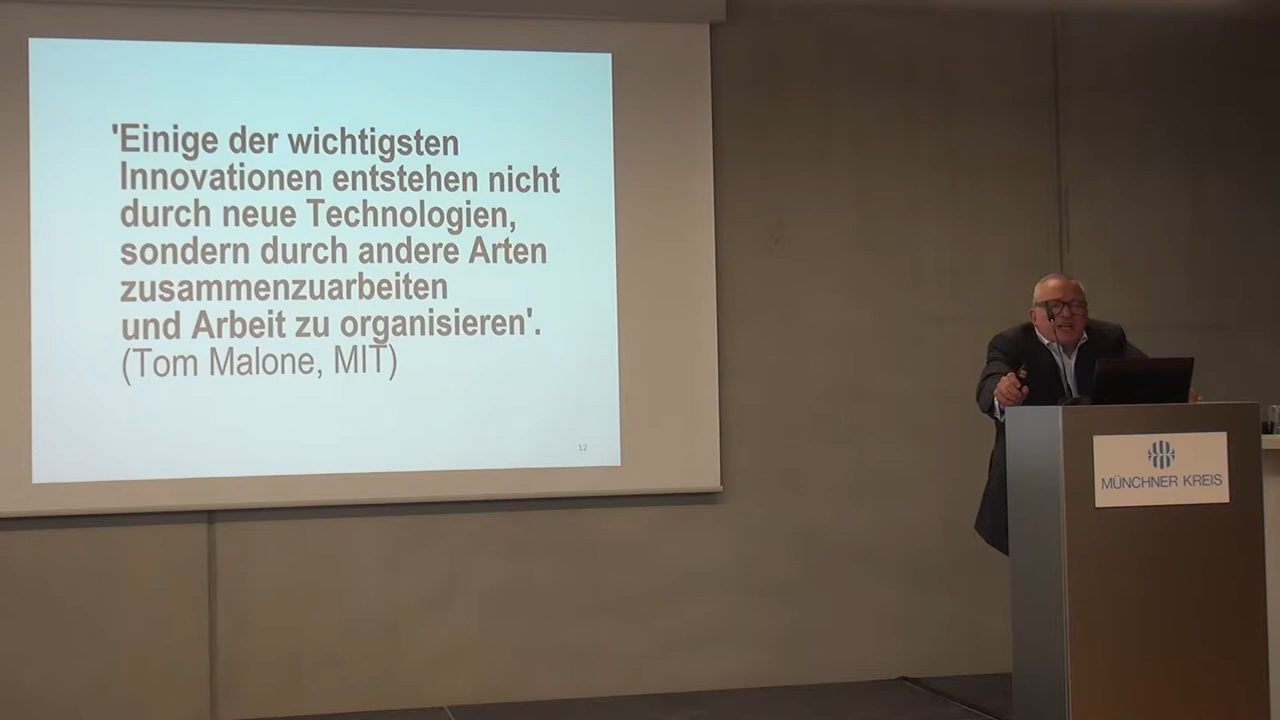 'Einige der wichtigsten
Innovationen entstehen nicht
durch neue Technologien,
sondern durch andere Arten
zusammenzuarbeiten
und Arbeit zu organisieren'.
(Tom Malone, MIT)
12
MÜNCHNER KREIS